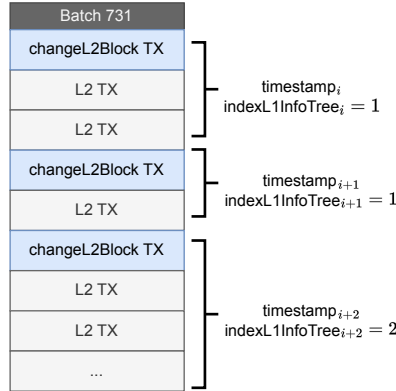 Batch 731
changeL2Block TX
L2 TX
L2 TX
timestamp_i
indexL1InfoTree_i = 1
changeL2Block TX
L2 TX
timestamp_{i+1}
indexL1InfoTree_{i+1} = 1
changeL2Block TX
L2 TX
L2 TX
...
timestamp_{i+2}
indexL1InfoTree_{i+2} = 2